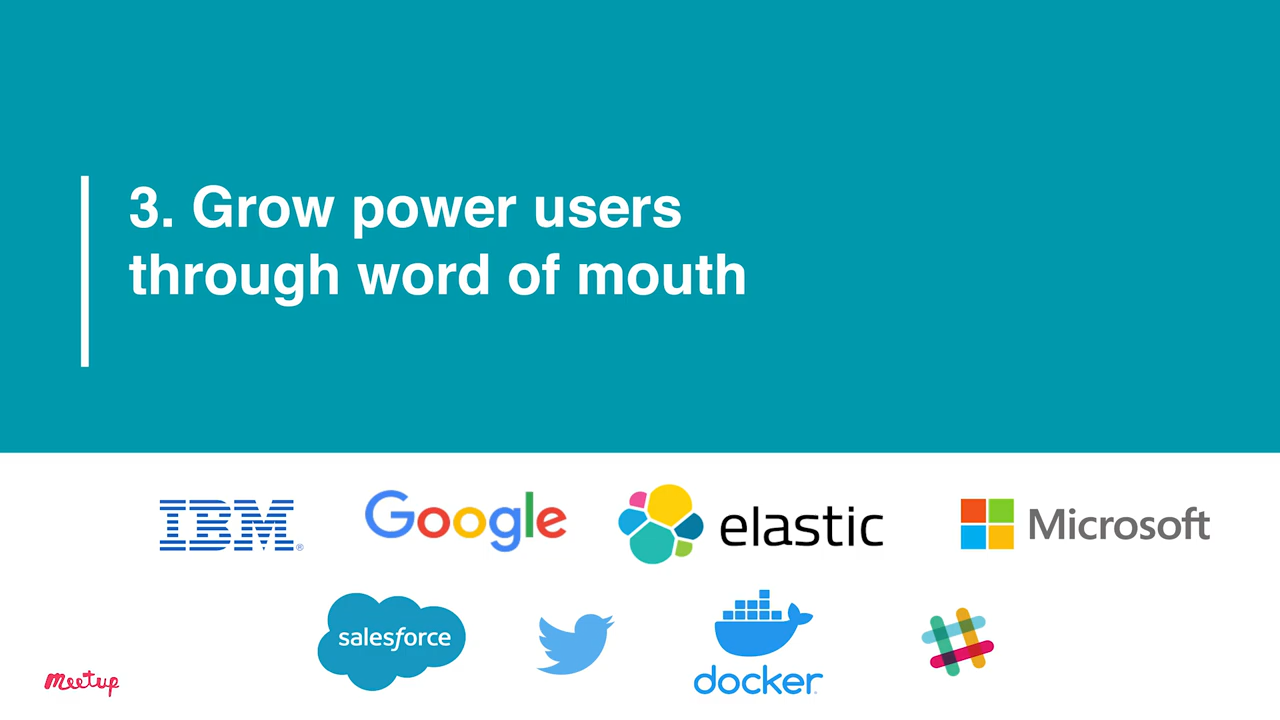 3. Grow power users
through word of mouth
IBM®
Google
elastic
Microsoft
salesforce
docker
Meetup